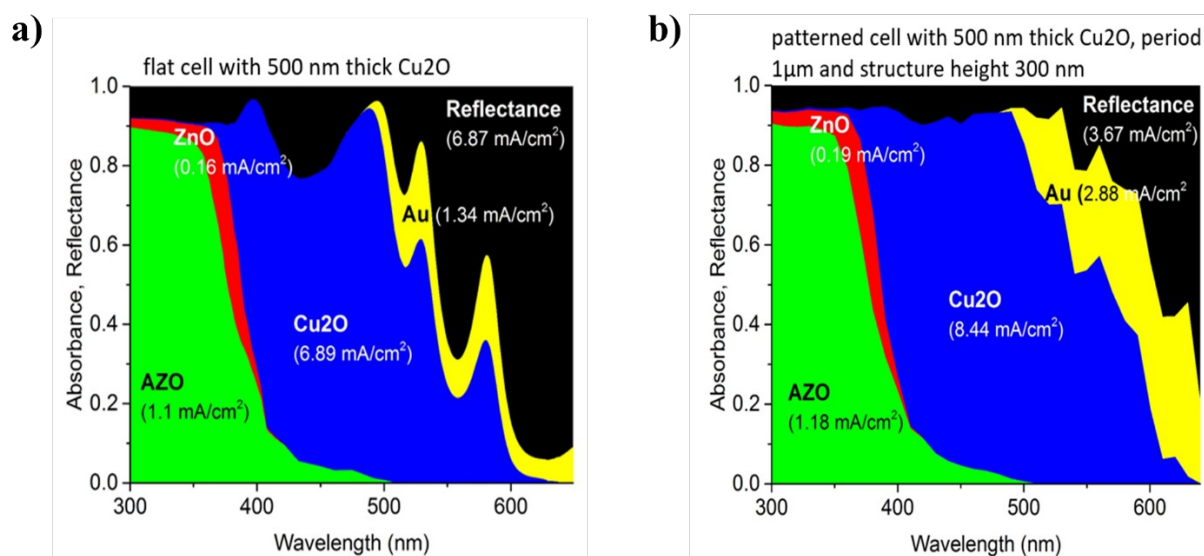 a)
flat cell with 500 nm thick Cu2O
Absorbance, Reflectance
1.0
0.8
0.6
0.4
0.2
0.0
Reflectance
(6.87 mA/cm²)
ZnO
(0.16 mA/cm²)
Au (1.34 mA/cm²)
Cu2O
(6.89 mA/cm²)
AZO
(1.1 mA/cm²)
300 400 500 600
Wavelength (nm)
b)
patterned cell with 500 nm thick Cu2O, period
1µm and structure height 300 nm
Absorbance, Reflectance
1.0
0.8
0.6
0.4
0.2
0.0
Reflectance
(3.67 mA/cm²)
ZnO
(0.19 mA/cm²)
Au (2.88 mA/cm²
Cu2O
(8.44 mA/cm²)
AZO
(1.18 mA/cm²)
300 400 500 600
Wavelength (nm)